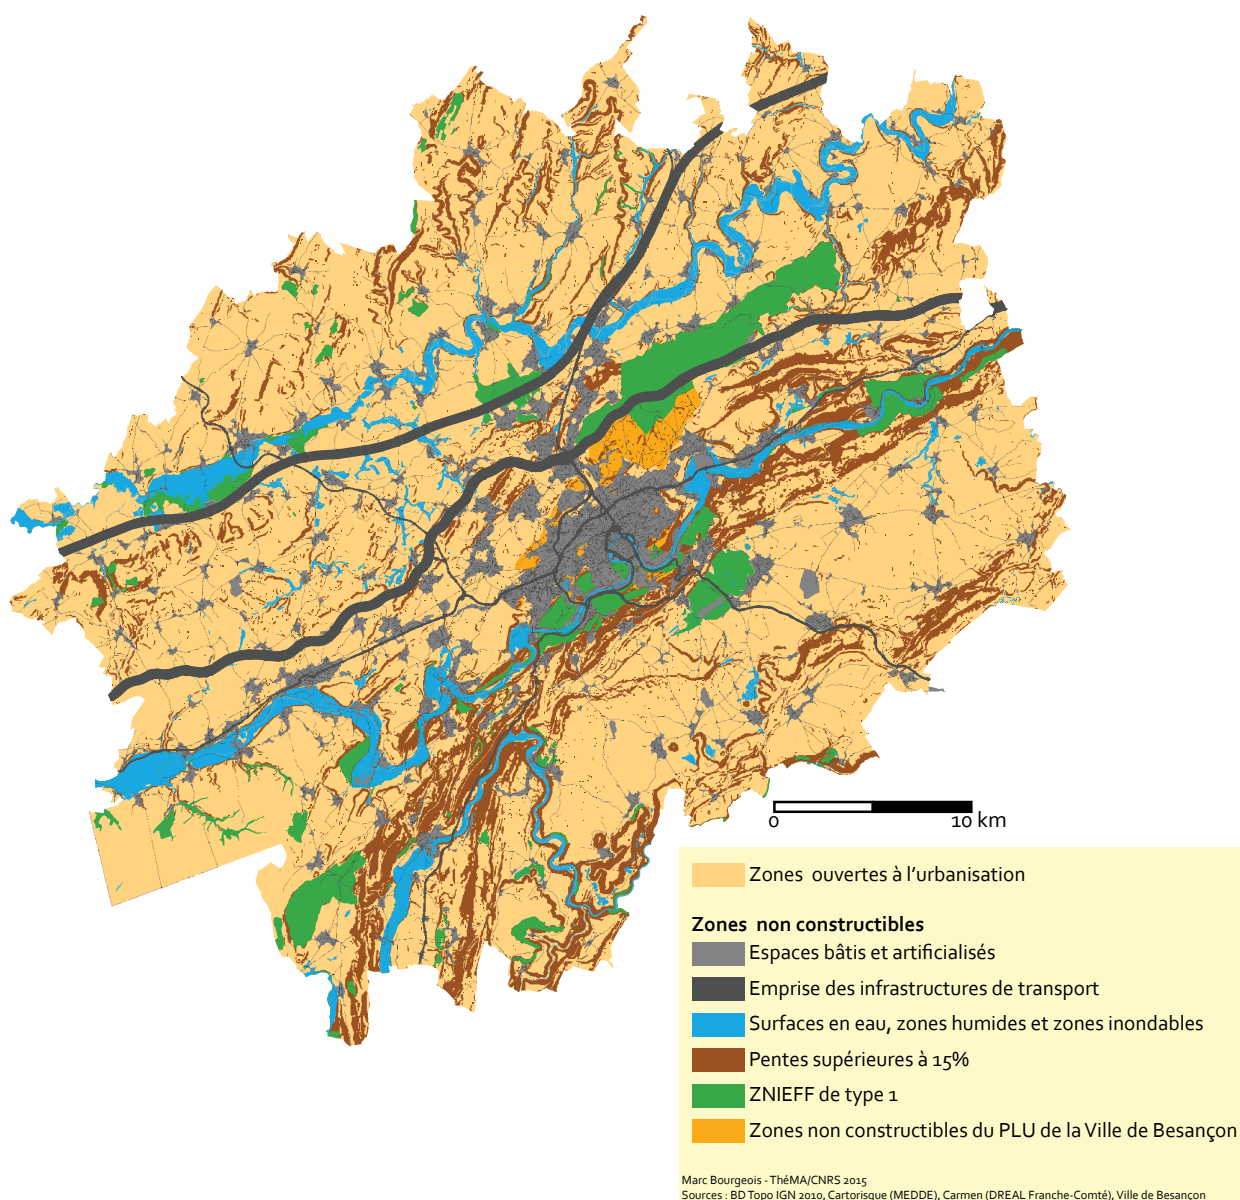 0 10 km
Zones ouvertes à l'urbanisation
Zones non constructibles
Espaces bâtis et artificialisés
Emprise des infrastructures de transport
Surfaces en eau, zones humides et zones inondables
Pentes supérieures à 15%
ZNIEFF de type 1
Zones non constructibles du PLU de la Ville de Besançon
Marc Bourgeois - ThéMA/CNRS 2015
Sources : BD Topo IGN 2010, Cartorisque (MEDDE), Carmen (DREAL Franche-Comté), Ville de Besançon